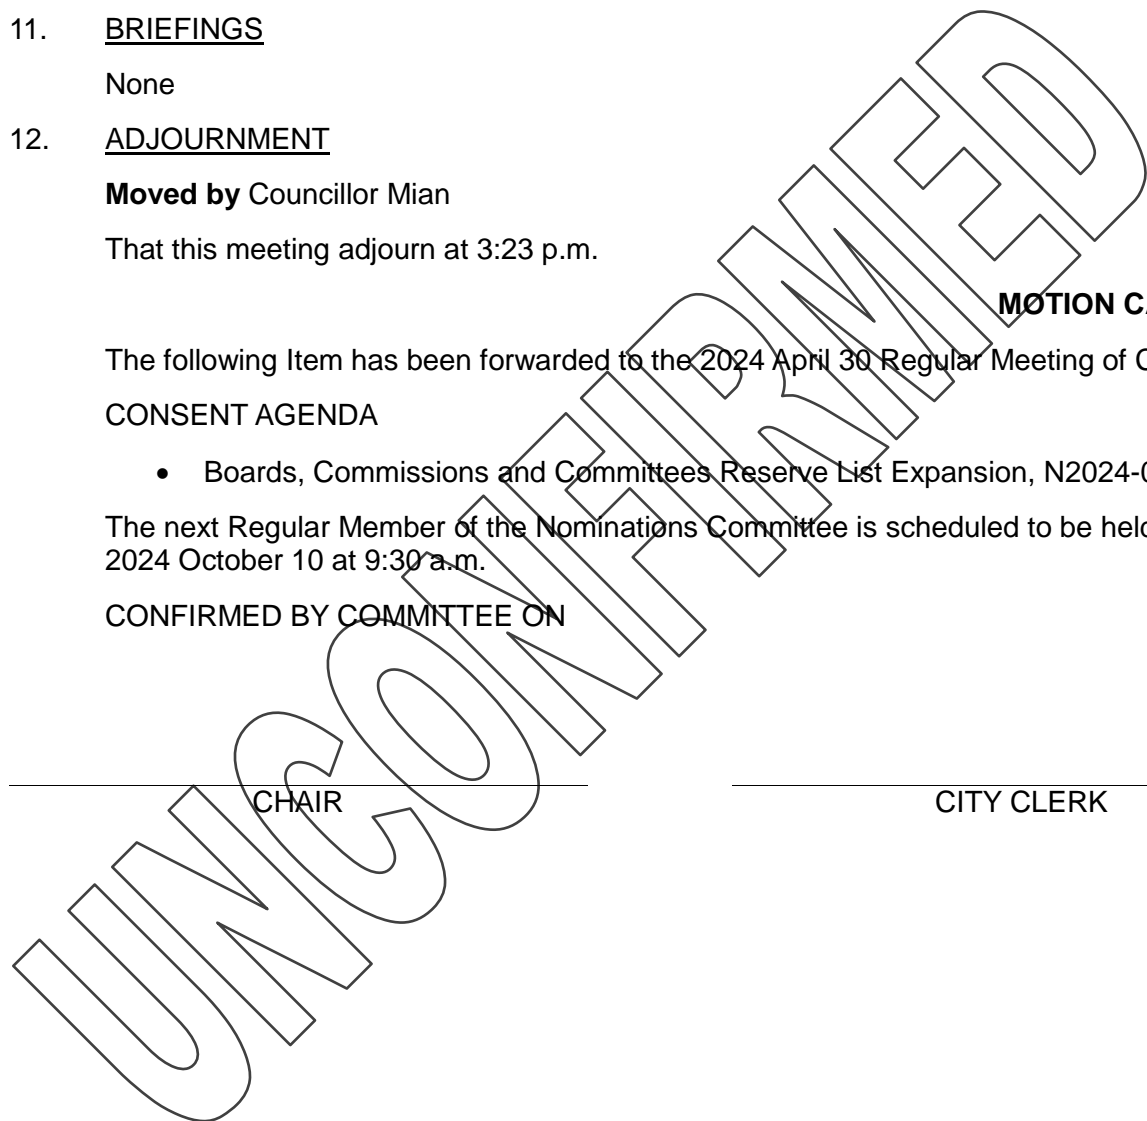 11. BRIEFINGS
None
12. ADJOURNMENT
Moved by Councillor Mian
That this meeting adjourn at 3:23 p.m.
MOTION
The following Item has been forwarded to the 2024 April 30 Regular Meeting of
CONSENT AGENDA
• Boards, Commissions and Committees Reserve List Expansion, N2024-0
The next Regular Member of the Nominations Committee is scheduled to be held
2024 October 10 at 9:30 a.m.
CONFIRMED BY COMMITTEE ON
CHAIR
CITY CLERK
UNCONFIRMED